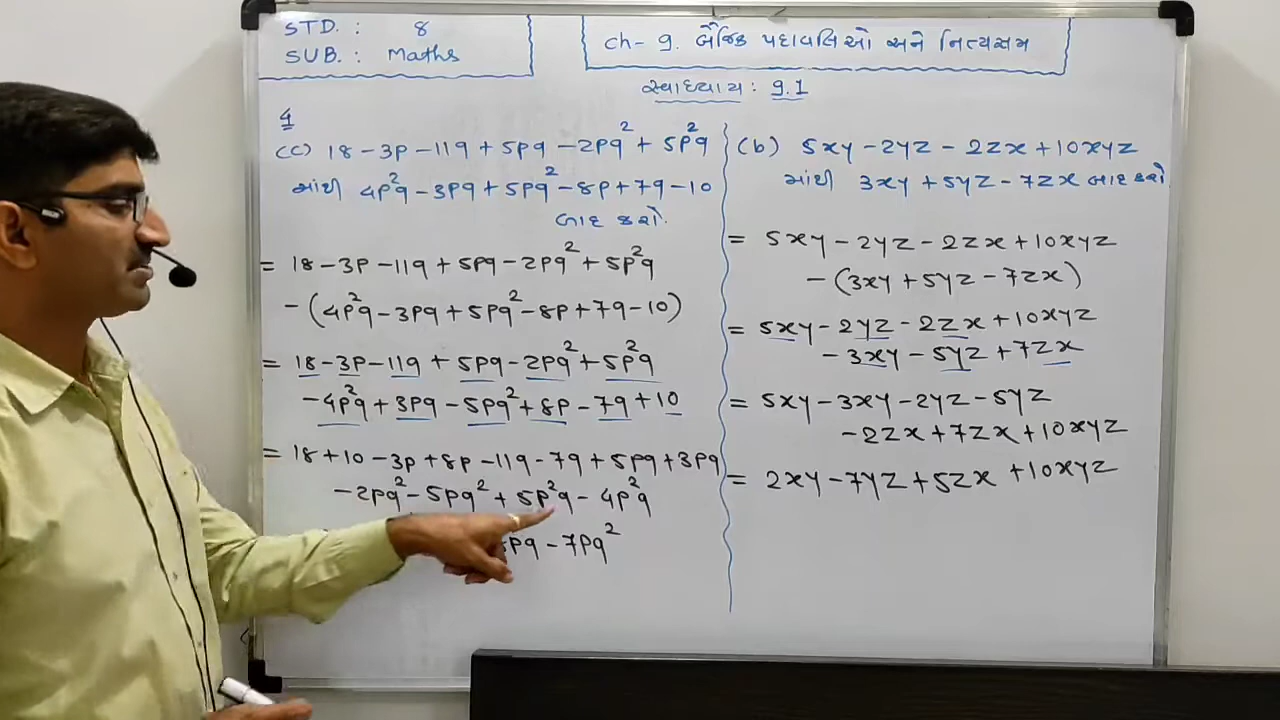 STD. : 8
SUB. : Maths
Ch- 9. બૈજિક પદાવલિઓ અને નિત્યસમ
સ્વાધ્યાય : 9.1
4
(c) 18 - 3p - 11q + 5pq - 2pq² + 5p²q
માંથી 4p²q - 3pq + 5pq² - 8p + 7q - 10
બાદ કરો.
= 18 - 3p - 11q + 5pq - 2pq² + 5p²q
- (4p²q - 3pq + 5pq² - 8p + 7q - 10)
= 18 - 3p - 11q + 5pq - 2pq² + 5p²q
- 4p²q + 3pq - 5pq² + 8p - 7q + 10
= 18 + 10 - 3p + 8p - 11q - 7q + 5pq + 3pq
- 2pq² - 5pq² + 5p²q - 4p²q
pq - 7pq²
(b) 5xy - 2yz - 2zx + 10xyz
માંથી 3xy + 5yz - 7zx બાદ કરો
= 5xy - 2yz - 2zx + 10xyz
- (3xy + 5yz - 7zx)
= 5xy - 2yz - 2zx + 10xyz
- 3xy - 5yz + 7zx
= 5xy - 3xy - 2yz - 5yz
- 2zx + 7zx + 10xyz
= 2xy - 7yz + 5zx + 10xyz